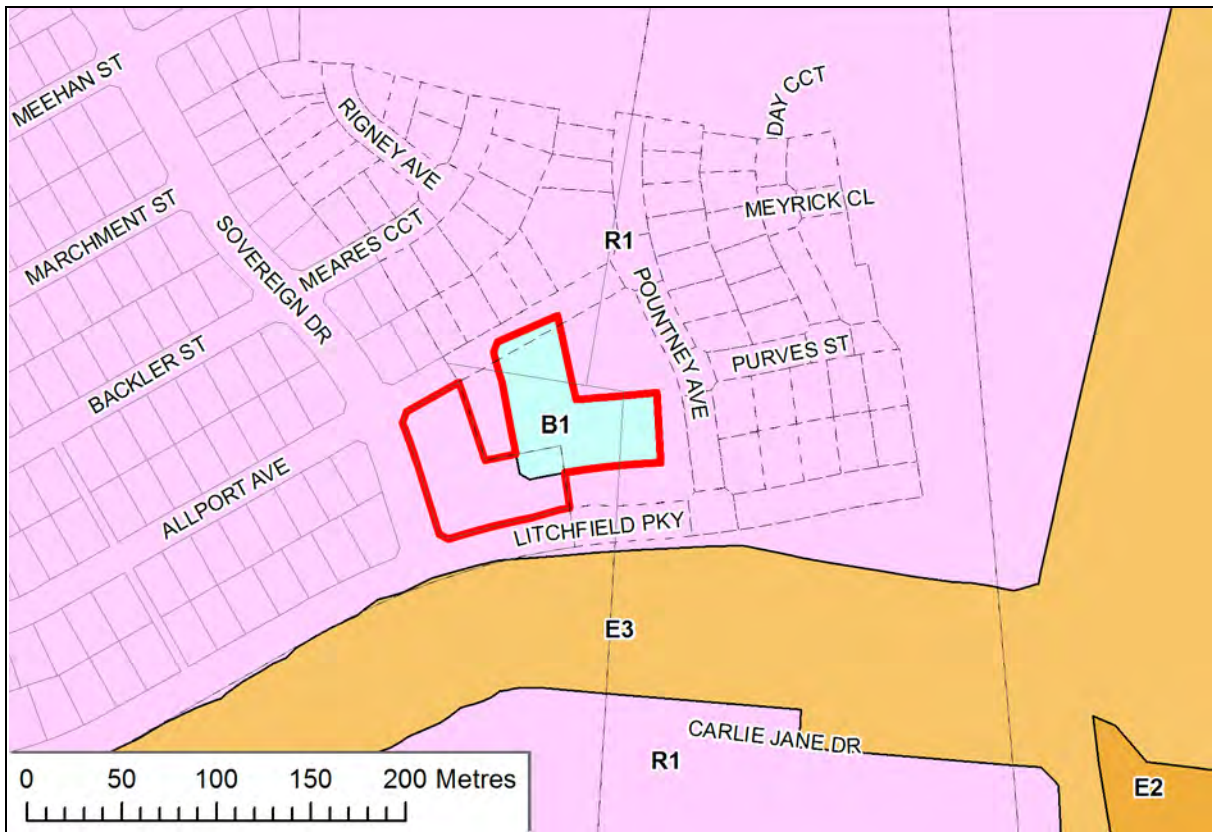 MEEHAN ST
RIGNEY AVE
DAY CCT
MARCHMENT ST
MEYRICK CL
SOVEREIGN DR
MEARES CCT
R1
POUNTNEY AVE
BACKLER ST
PURVES ST
B1
ALLPORT AVE
LITCHFIELD PKY
E3
CARLIE JANE DR
R1
E2
0 50 100 150 200 Metres